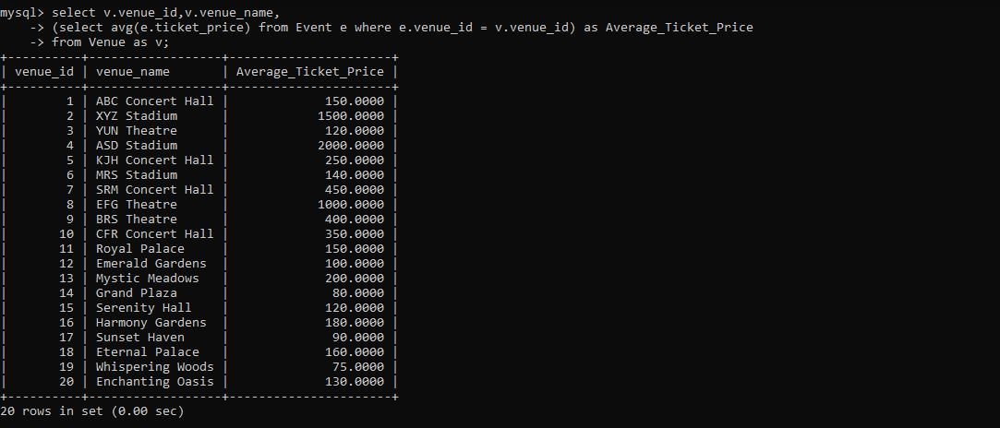 mysql> select v.venue_id,v.venue_name,
    -> (select avg(e.ticket_price) from Event e where e.venue_id = v.venue_id) as Average_Ticket_Price
    -> from Venue as v;
+----------+------------------+----------------------+
| venue_id | venue_name       | Average_Ticket_Price |
+----------+------------------+----------------------+
|        1 | ABC Concert Hall |             150.0000 |
|        2 | XYZ Stadium      |            1500.0000 |
|        3 | YUN Theatre      |             120.0000 |
|        4 | ASD Stadium      |            2000.0000 |
|        5 | KJH Concert Hall |             250.0000 |
|        6 | MRS Stadium      |             140.0000 |
|        7 | SRM Concert Hall |             450.0000 |
|        8 | EFG Theatre      |            1000.0000 |
|        9 | BRS Theatre      |             400.0000 |
|       10 | CFR Concert Hall |             350.0000 |
|       11 | Royal Palace     |             150.0000 |
|       12 | Emerald Gardens  |             100.0000 |
|       13 | Mystic Meadows   |             200.0000 |
|       14 | Grand Plaza      |              80.0000 |
|       15 | Serenity Hall    |             120.0000 |
|       16 | Harmony Gardens  |             180.0000 |
|       17 | Sunset Haven     |              90.0000 |
|       18 | Eternal Palace   |             160.0000 |
|       19 | Whispering Woods |              75.0000 |
|       20 | Enchanting Oasis |             130.0000 |
+----------+------------------+----------------------+
20 rows in set (0.00 sec)